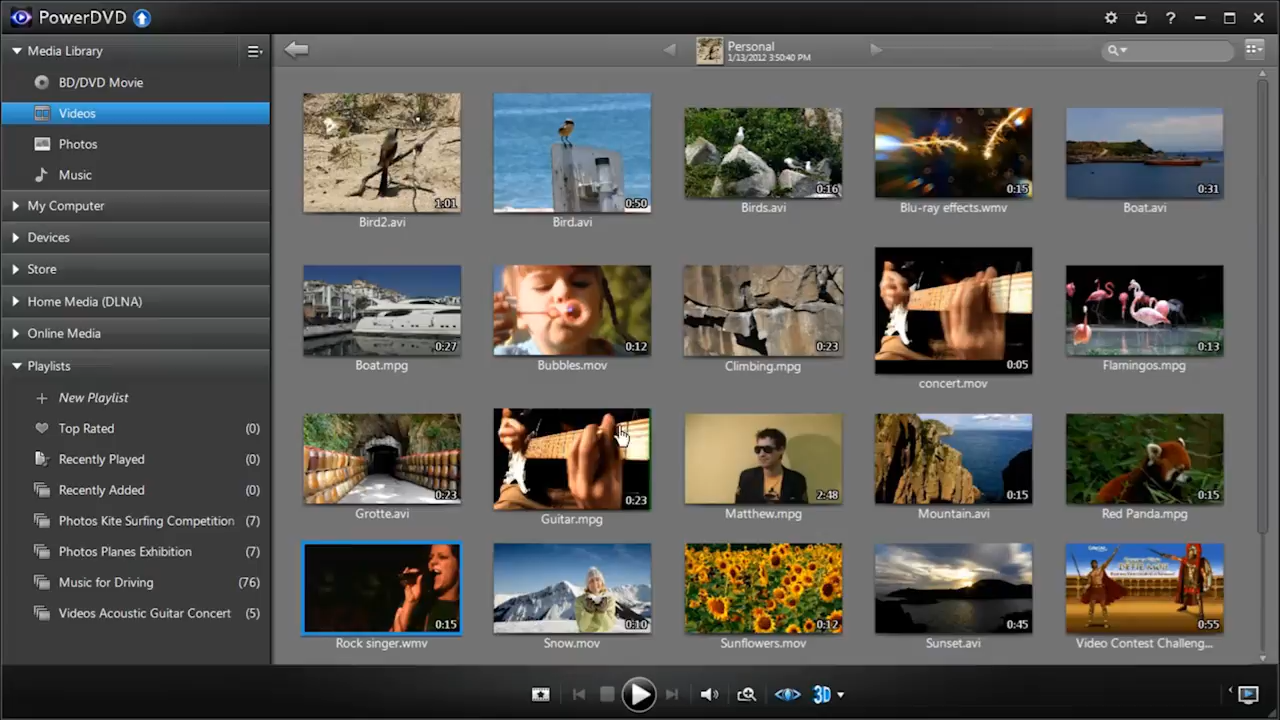 PowerDVD
?
Media Library
BD/DVD Movie
Videos
Photos
Music
My Computer
Devices
Store
Home Media (DLNA)
Online Media
Playlists
New Playlist
Top Rated (0)
Recently Played (0)
Recently Added (0)
Photos Kite Surfing Competition (7)
Photos Planes Exhibition (7)
Music for Driving (76)
Videos Acoustic Guitar Concert (5)
Personal
1/13/2012 3:50:40 PM
1:01 0:50 0:16 0:15 0:31
Bird2.avi Bird.avi Birds.avi Blu-ray effects.wmv Boat.avi
0:27 0:12 0:23 0:05 0:13
Boat.mpg Bubbles.mov Climbing.mpg concert.mov Flamingos.mpg
0:23 0:23 2:48 0:15 0:15
Grotte.avi Guitar.mpg Matthew.mpg Mountain.avi Red Panda.mpg
0:15 0:10 0:12 0:45 0:55
Rock singer.wmv Snow.mov Sunflowers.mov Sunset.avi Video Contest Challeng...
3D